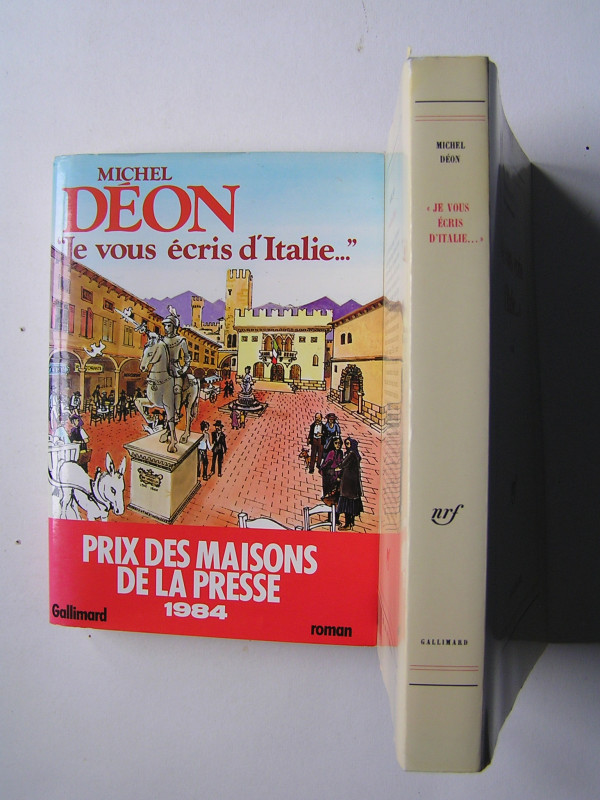 MICHEL
DÉON
"Je vous écris d'Italie..."
PRIX DES MAISONS
DE LA PRESSE
1984
Gallimard
roman
MICHEL
DÉON
« JE VOUS
ÉCRIS
D'ITALIE... »
nrf
GALLIMARD